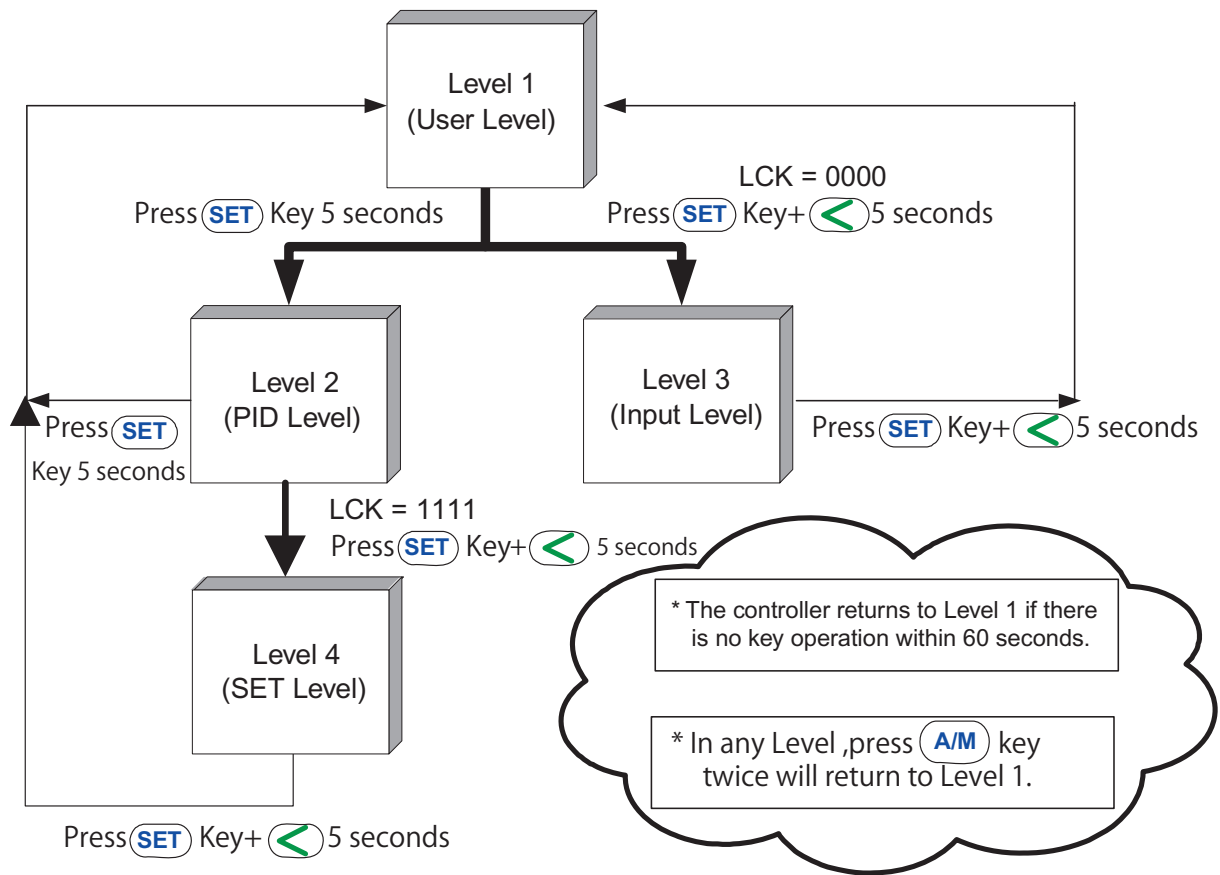 Level 1
(User Level)
LCK = 0000
Press SET Key 5 seconds
Press SET Key+ < 5 seconds
Level 2
(PID Level)
Level 3
(Input Level)
Press SET
Key 5 seconds
Press SET Key+ < 5 seconds
LCK = 1111
Press SET Key+ < 5 seconds
Level 4
(SET Level)
* The controller returns to Level 1 if there
is no key operation within 60 seconds.
* In any Level ,press A/M key
twice will return to Level 1.
Press SET Key+ < 5 seconds